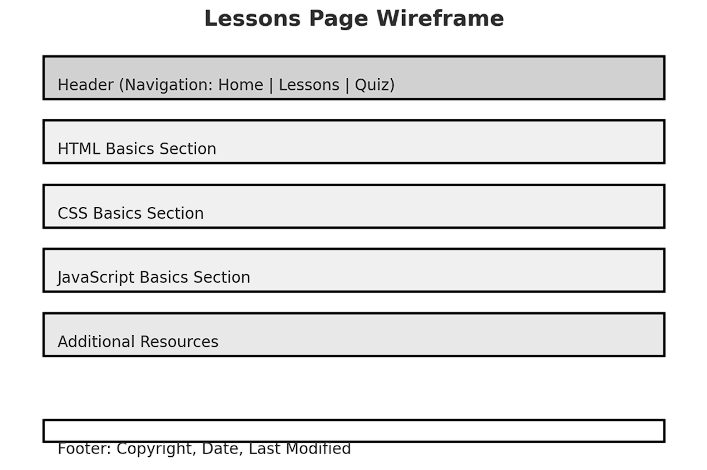 Lessons Page Wireframe
Header (Navigation: Home | Lessons | Quiz)
HTML Basics Section
CSS Basics Section
JavaScript Basics Section
Additional Resources
Footer: Copyright, Date, Last Modified